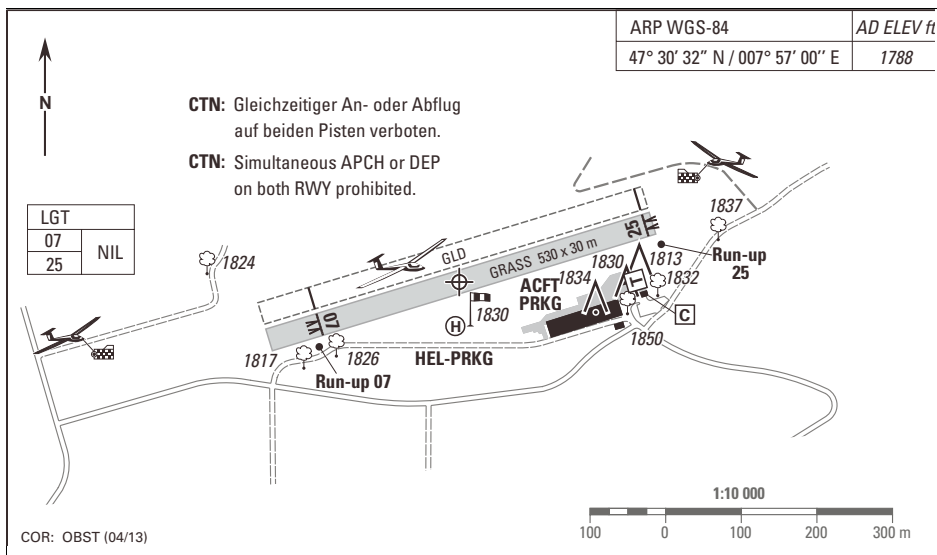 ARP WGS-84
AD ELEV ft
47° 30′ 32″ N / 007° 57′ 00′′ E
1788
N
CTN: Gleichzeitiger An- oder Abflug
auf beiden Pisten verboten.
CTN: Simultaneous APCH or DEP
on both RWY prohibited.
LGT
07
25
NIL
1824
1837
GLD
GRASS 530 x 30 m
25
Run-up
25
1813
1830
1834
1832
ACFT
PRKG
T
C
H
1830
07
1817
1826
Run-up 07
HEL-PRKG
1850
1:10 000
100 0 100 200 300 m
COR: OBST (04/13)